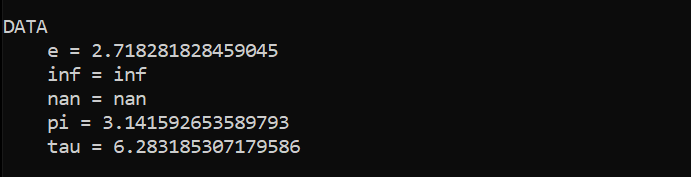 DATA
e = 2.718281828459045
inf = inf
nan = nan
pi = 3.141592653589793
tau = 6.283185307179586